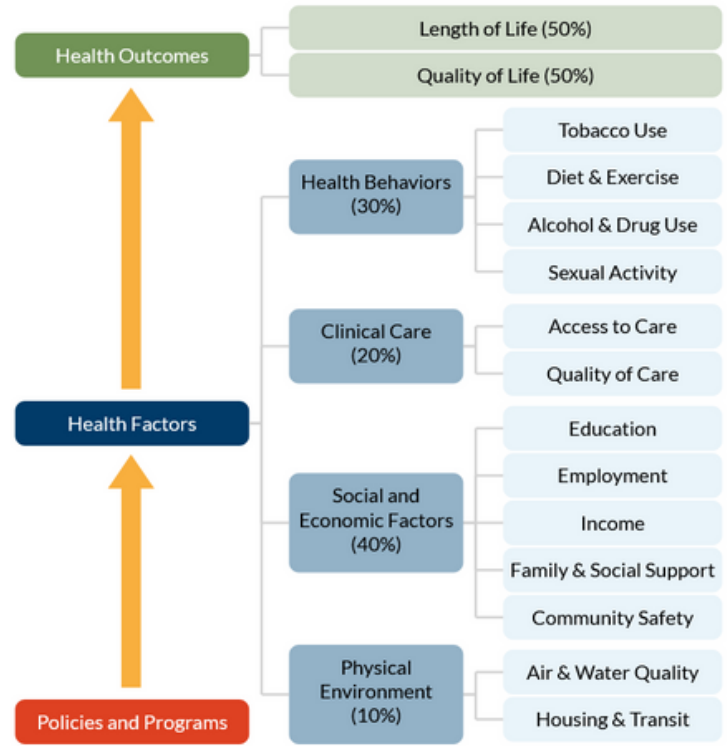 Health Outcomes
Length of Life (50%)
Quality of Life (50%)
Health Factors
Health Behaviors
(30%)
Tobacco Use
Diet & Exercise
Alcohol & Drug Use
Sexual Activity
Clinical Care
(20%)
Access to Care
Quality of Care
Social and
Economic Factors
(40%)
Education
Employment
Income
Family & Social Support
Community Safety
Physical
Environment
(10%)
Air & Water Quality
Housing & Transit
Policies and Programs